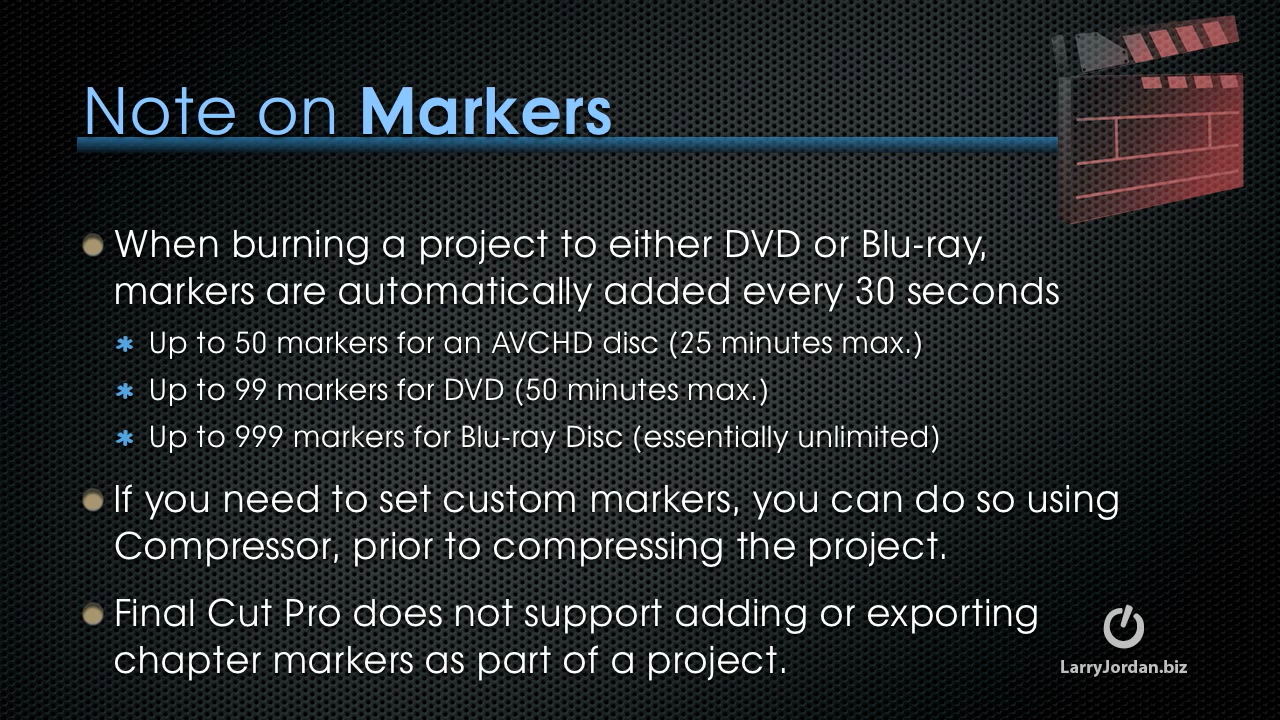 Note on Markers
When burning a project to either DVD or Blu-ray,
markers are automatically added every 30 seconds
Up to 50 markers for an AVCHD disc (25 minutes max.)
Up to 99 markers for DVD (50 minutes max.)
Up to 999 markers for Blu-ray Disc (essentially unlimited)
If you need to set custom markers, you can do so using
Compressor, prior to compressing the project.
Final Cut Pro does not support adding or exporting
chapter markers as part of a project.
LarryJordan.biz